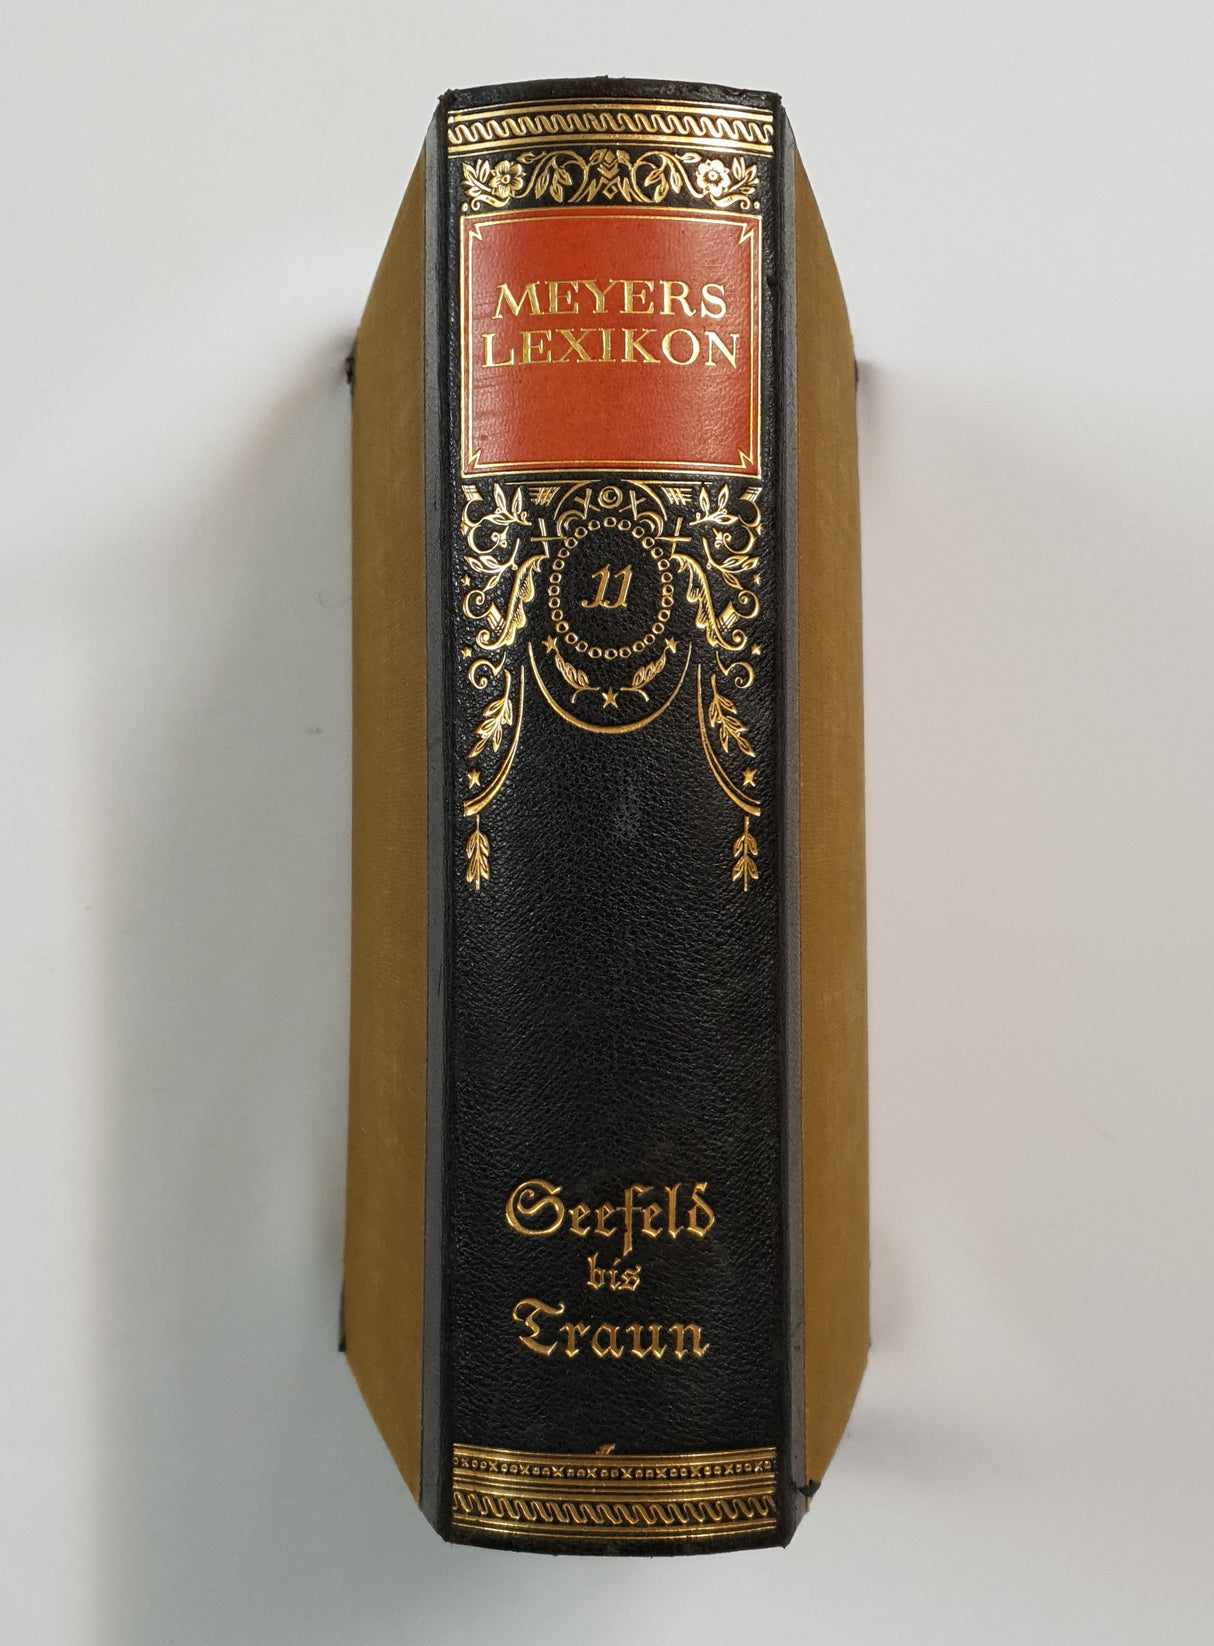 MEYERS
LEXIKON
11
Seefeld
bis
Traun